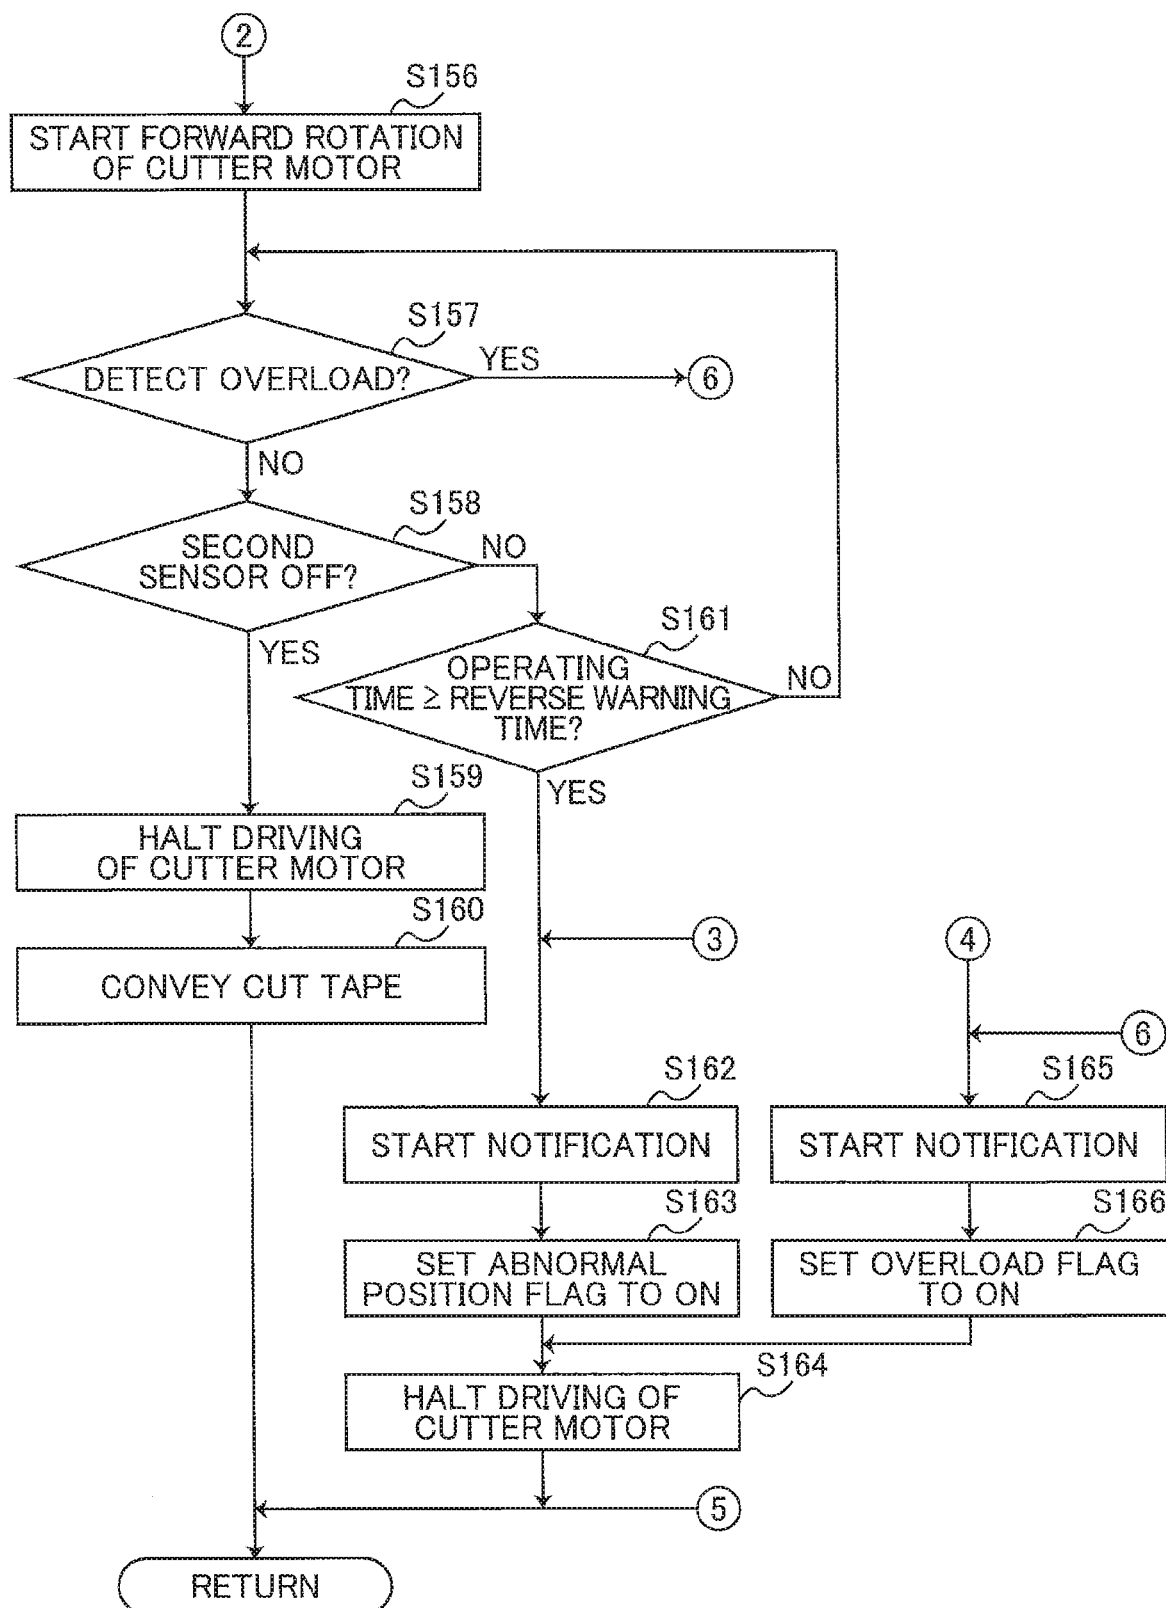 ②
S156
START FORWARD ROTATION
OF CUTTER MOTOR
S157
DETECT OVERLOAD?
YES
⑥
NO
S158
SECOND
SENSOR OFF?
NO
YES
S161
OPERATING
TIME ≥ REVERSE WARNING
TIME?
NO
YES
S159
HALT DRIVING
OF CUTTER MOTOR
S160
CONVEY CUT TAPE
③
④
⑥
S162
START NOTIFICATION
S165
START NOTIFICATION
S163
SET ABNORMAL
POSITION FLAG TO ON
S166
SET OVERLOAD FLAG
TO ON
S164
HALT DRIVING OF
CUTTER MOTOR
⑤
RETURN